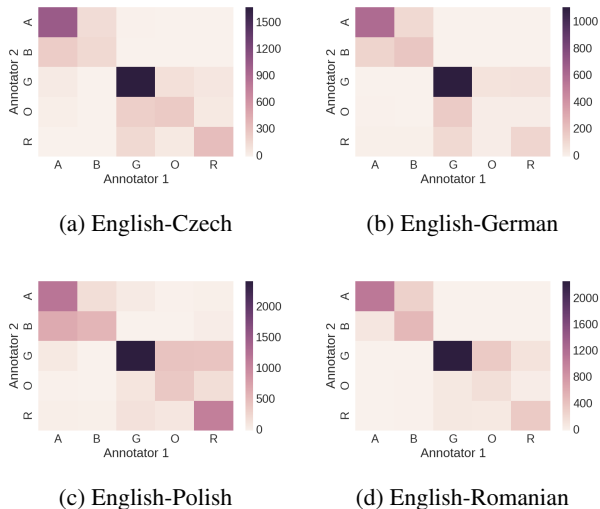 A
B
G
O
R
Annotator 2
A B G O R
Annotator 1
1500
1200
900
600
300
0
(a) English-Czech
A
B
G
O
R
Annotator 2
A B G O R
Annotator 1
1000
800
600
400
200
0
(b) English-German
A
B
G
O
R
Annotator 2
A B G O R
Annotator 1
2000
1500
1000
500
0
(c) English-Polish
A
B
G
O
R
Annotator 2
A B G O R
Annotator 1
2000
1600
1200
800
400
0
(d) English-Romanian